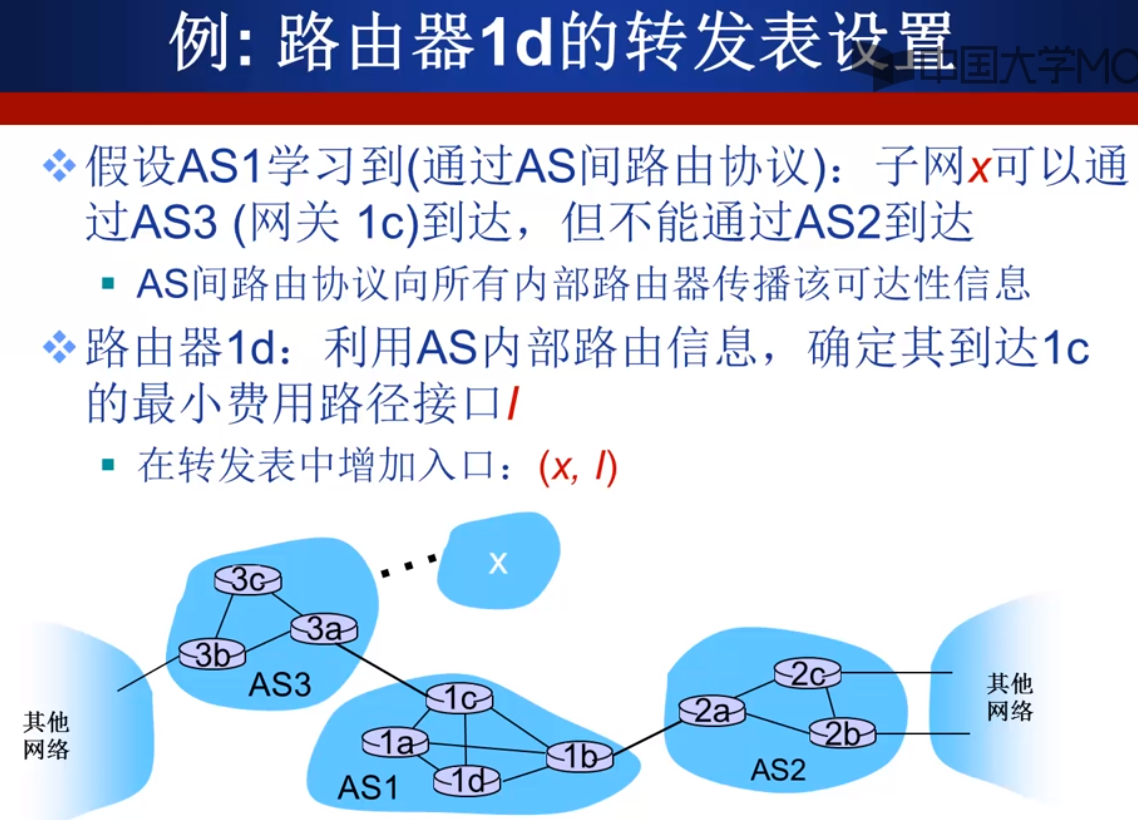 例: 路由器1d的转发表设置
中国大学MO
假设AS1学习到(通过AS间路由协议)：子网x可以通
过AS3 (网关 1c)到达，但不能通过AS2到达
AS间路由协议向所有内部路由器传播该可达性信息
路由器1d：利用AS内部路由信息，确定其到达1c
的最小费用路径接口I
在转发表中增加入口：(x, I)
x
3c
3a
3b
AS3
1c
1a
1b
1d
AS1
2c
2a
2b
AS2
其他
网络
其他
网络